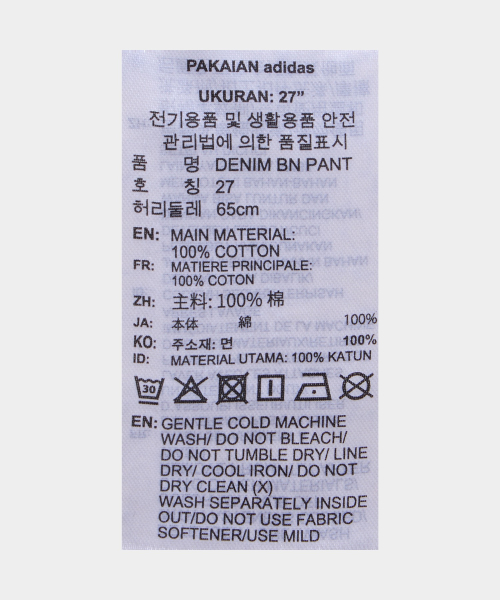 PAKAIAN adidas
UKURAN: 27”
전기용품 및 생활용품 안전
관리법에 의한 품질표시
품 명 DENIM BN PANT
호 칭 27
허리둘레 65cm
EN: MAIN MATERIAL:
100% COTTON
FR: MATIERE PRINCIPALE:
100% COTON
ZH: 主料: 100% 棉
JA: 本体 綿 100%
KO: 주소재: 면 100%
ID: MATERIAL UTAMA: 100% KATUN
30
EN: GENTLE COLD MACHINE
WASH/ DO NOT BLEACH/
DO NOT TUMBLE DRY/ LINE
DRY/ COOL IRON/ DO NOT
DRY CLEAN (X)
WASH SEPARATELY INSIDE
OUT/DO NOT USE FABRIC
SOFTENER/USE MILD